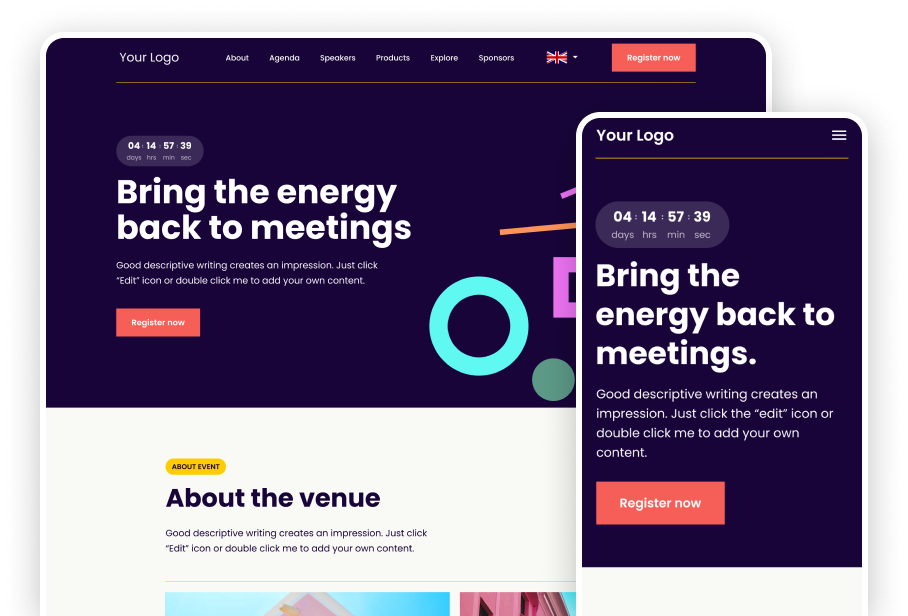 Your Logo About Agenda Speakers Products Explore Sponsors Register now
04 : 14 : 57 : 39
days hrs min sec
Bring the energy
back to meetings
Good descriptive writing creates an impression. Just click
“Edit” icon or double click me to add your own content.
Register now
ABOUT EVENT
About the venue
Good descriptive writing creates an impression. Just click
“Edit” icon or double click me to add your own content.
Your Logo
04 : 14 : 57 : 39
days hrs min sec
Bring the
energy back to
meetings.
Good descriptive writing creates an
impression. Just click the “edit” icon or
double click me to add your own
content.
Register now